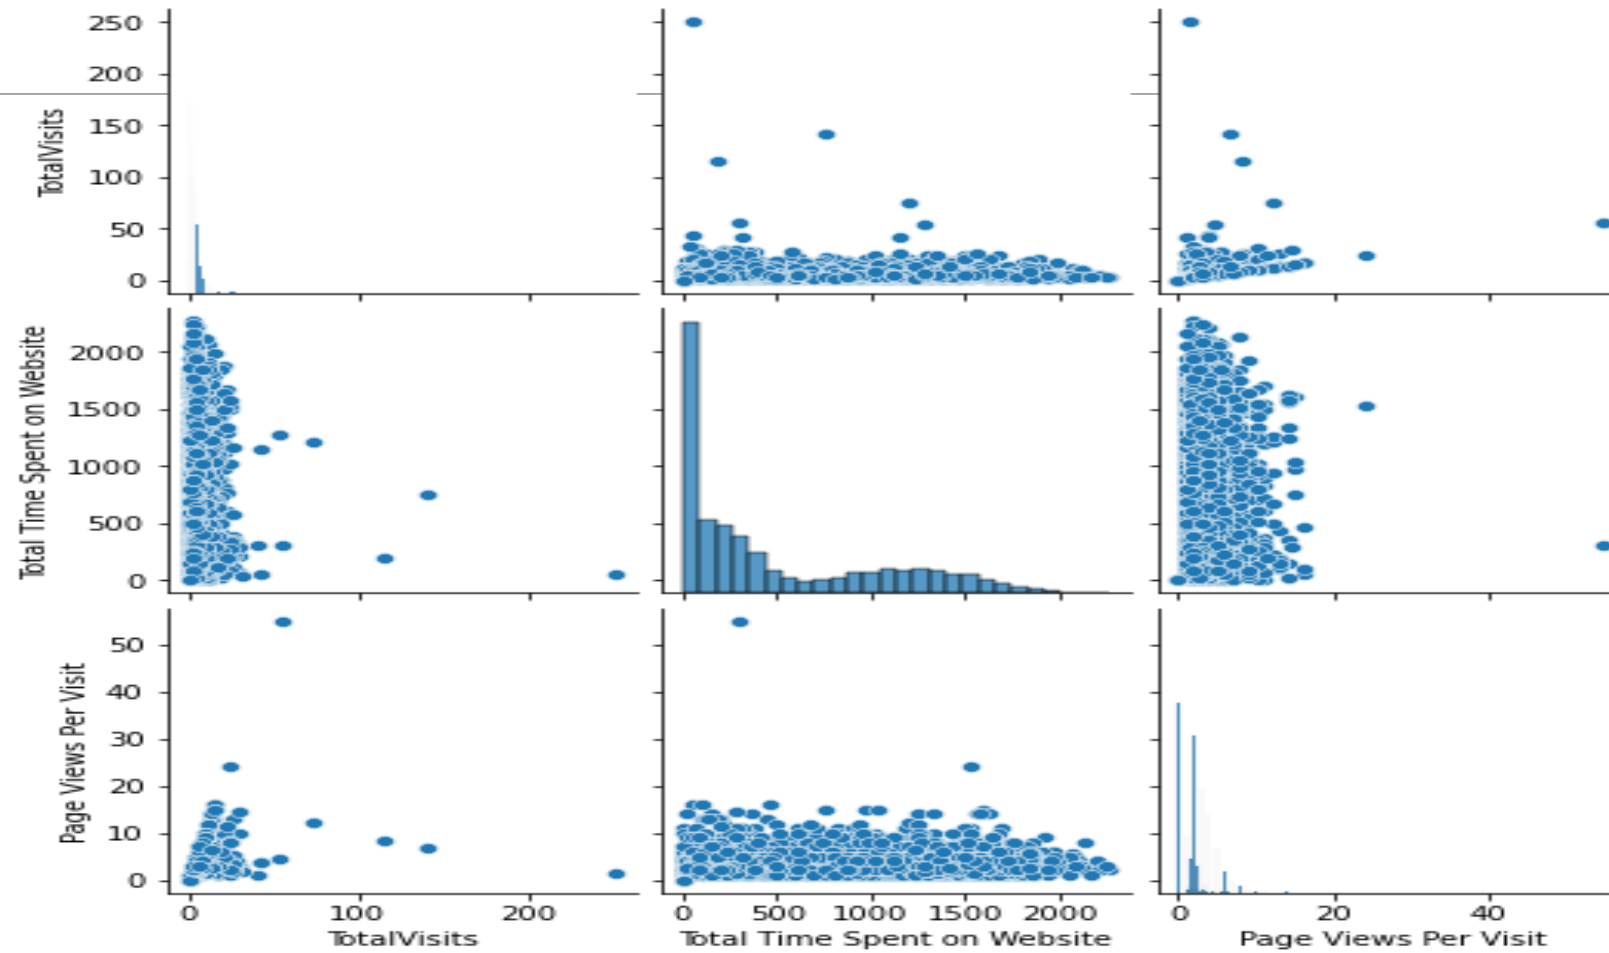 250
200
150
100
50
0
TotalVisits
2000
1500
1000
500
0
Total Time Spent on Website
50
40
30
20
10
0
Page Views Per Visit
0 100 200
0 500 1000 1500 2000
0 20 40
TotalVisits
Total Time Spent on Website
Page Views Per Visit